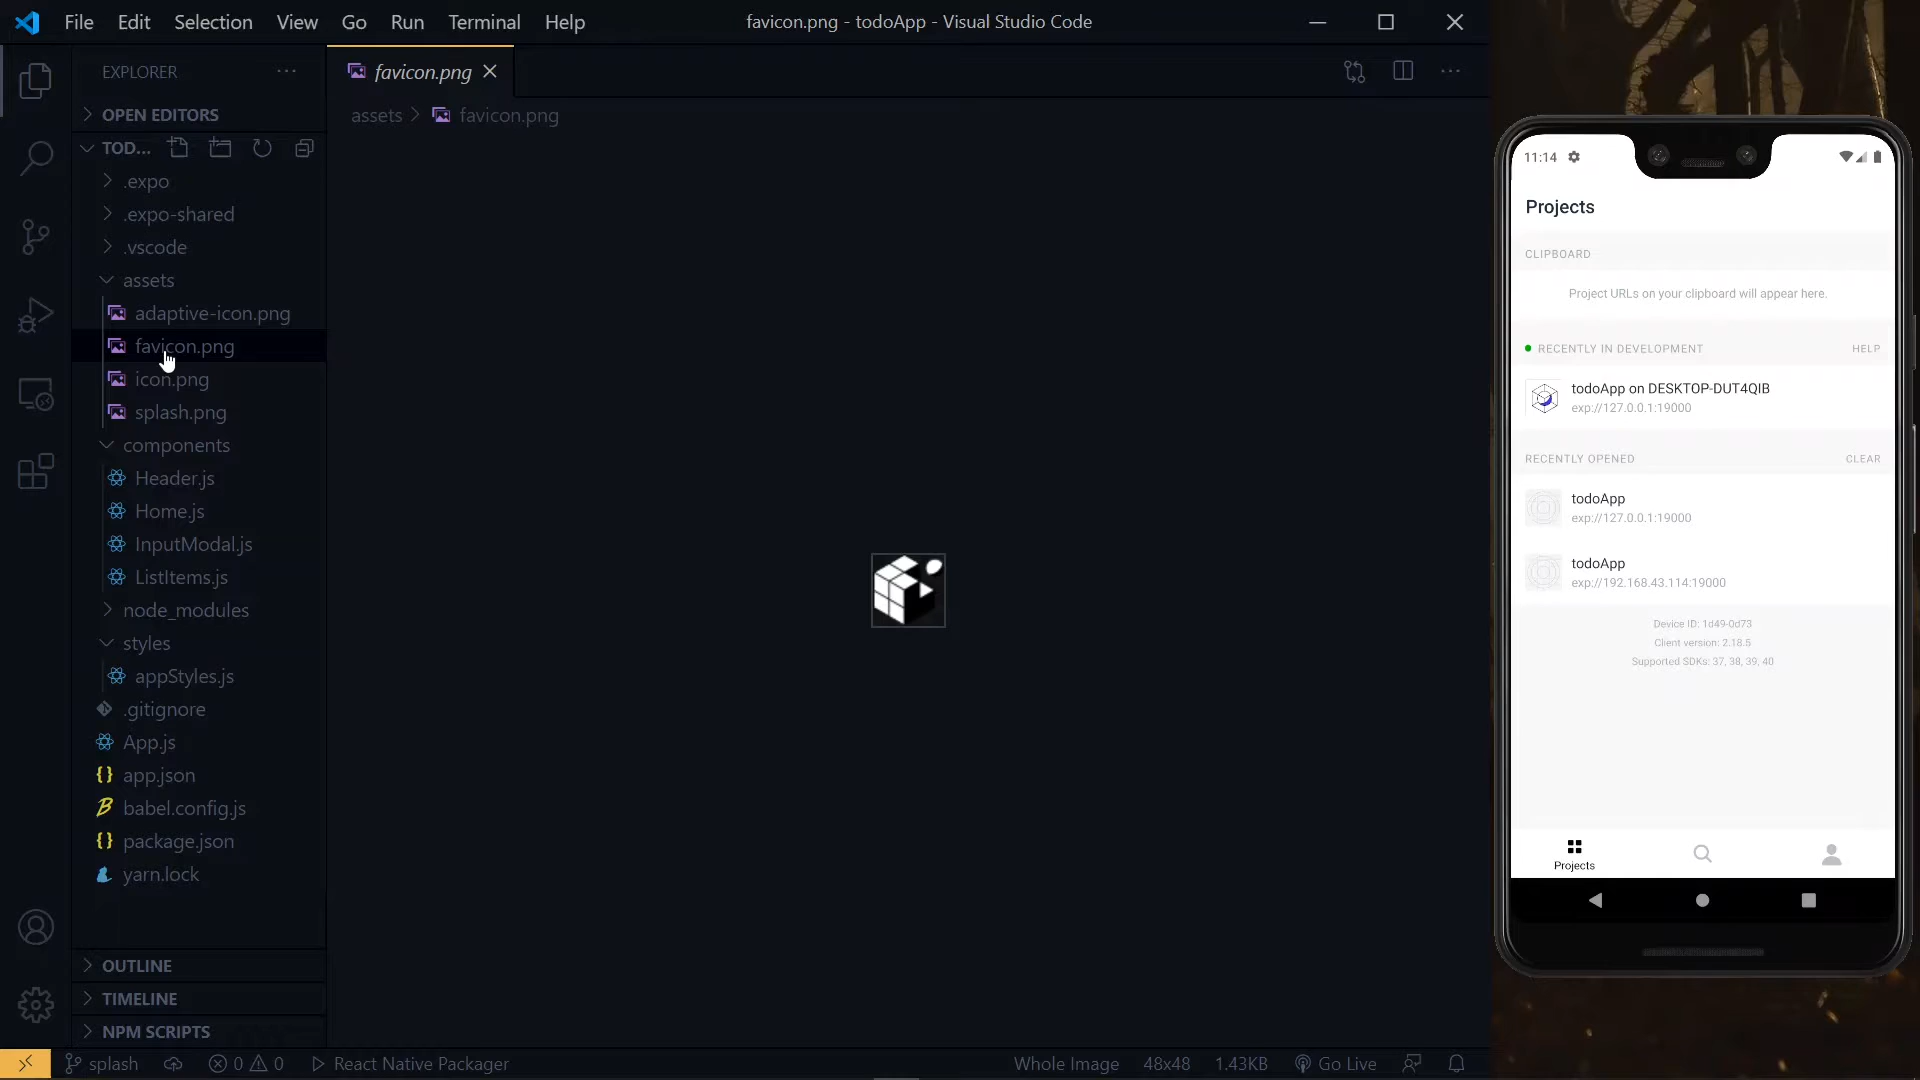 File Edit Selection View Go Run Terminal Help
favicon.png - todoApp - Visual Studio Code
EXPLORER
OPEN EDITORS
TOD...
.expo
.expo-shared
.vscode
assets
adaptive-icon.png
favicon.png
icon.png
splash.png
components
Header.js
Home.js
InputModal.js
ListItems.js
node_modules
styles
appStyles.js
.gitignore
App.js
app.json
babel.config.js
package.json
yarn.lock
OUTLINE
TIMELINE
NPM SCRIPTS
favicon.png
assets > favicon.png
splash 0 0 React Native Packager
Whole Image 48x48 1.43KB Go Live
11:14
Projects
CLIPBOARD
Project URLs on your clipboard will appear here.
RECENTLY IN DEVELOPMENT HELP
todoApp on DESKTOP-DUT4QIB
exp://127.0.0.1:19000
RECENTLY OPENED CLEAR
todoApp
exp://127.0.0.1:19000
todoApp
exp://192.168.43.114:19000
Device ID: 1d49-0d73
Client version: 2.18.5
Supported SDKs: 37, 38, 39, 40
Projects